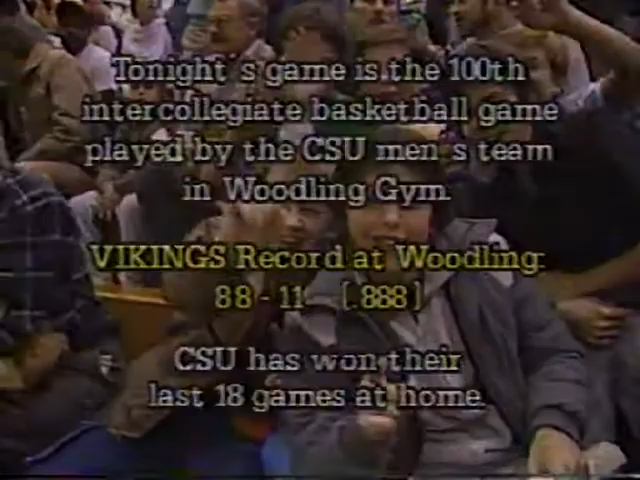 Tonight's game is the 100th
intercollegiate basketball game
played by the CSU men s team
in Woodling Gym.
VIKINGS Record at Woodling:
88 - 11 [.888]
CSU has won their
last 18 games at home.